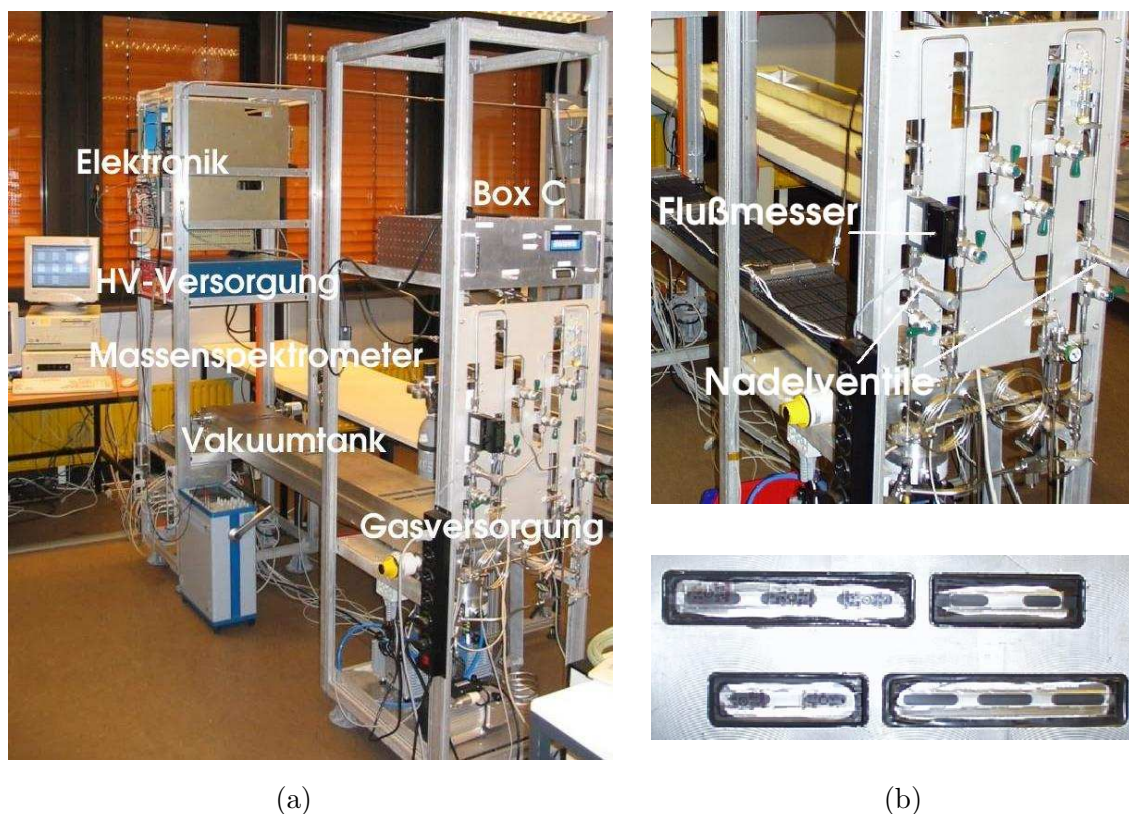 Elektronik
Box C
HV-Versorgung
Massenspektrometer
Vakuumtank
Gasversorgung
Flußmesser
Nadelventile
(a)
(b)